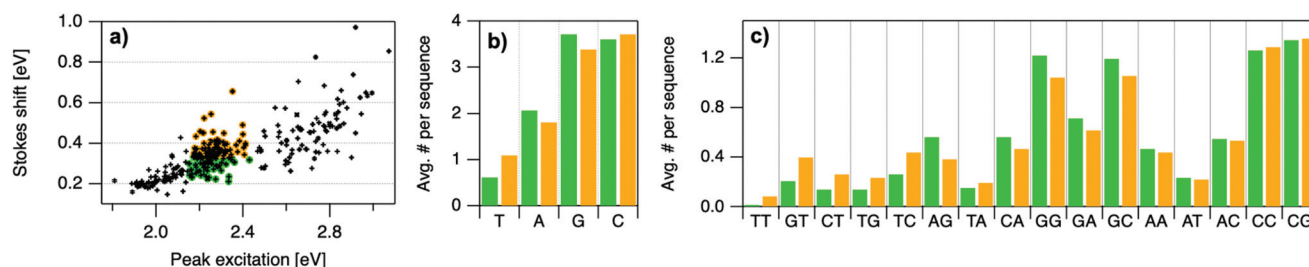 a)
Stokes shift [eV]
1.0
0.8
0.6
0.4
0.2
2.0 2.4 2.8
Peak excitation [eV]
b)
Avg. # per sequence
4
3
2
1
0
T A G C
c)
Avg. # per sequence
1.2
0.8
0.4
0.0
TT GT CT TG TC AG TA CA GG GA GC AA AT AC CC CG